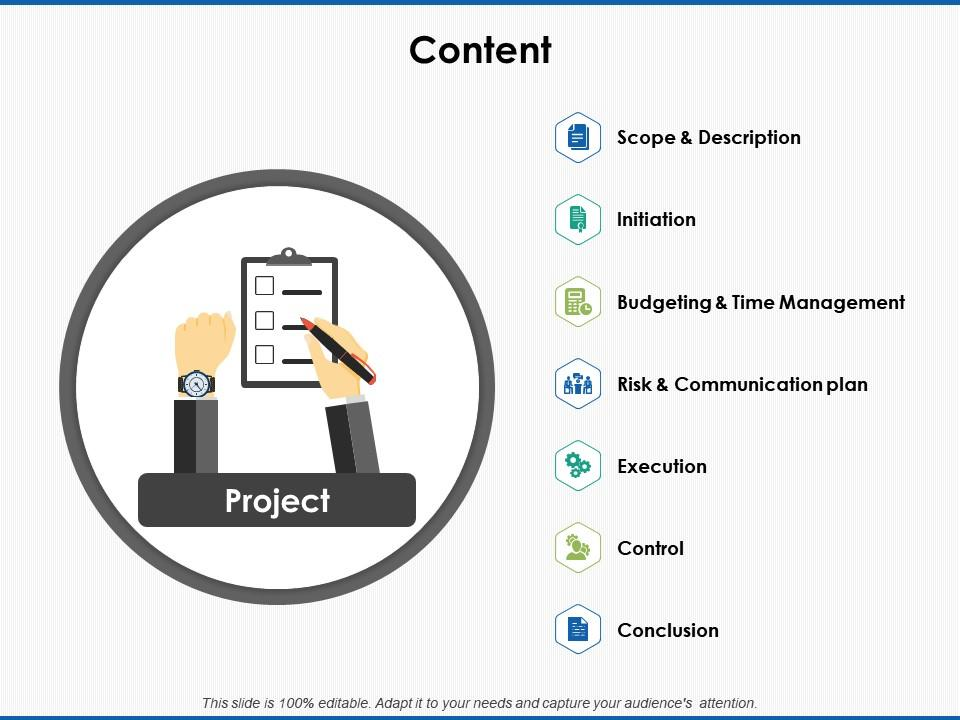 Content
Scope & Description
Initiation
Budgeting & Time Management
Risk & Communication plan
Execution
Control
Conclusion
Project
This slide is 100% editable. Adapt it to your needs and capture your audience's attention.